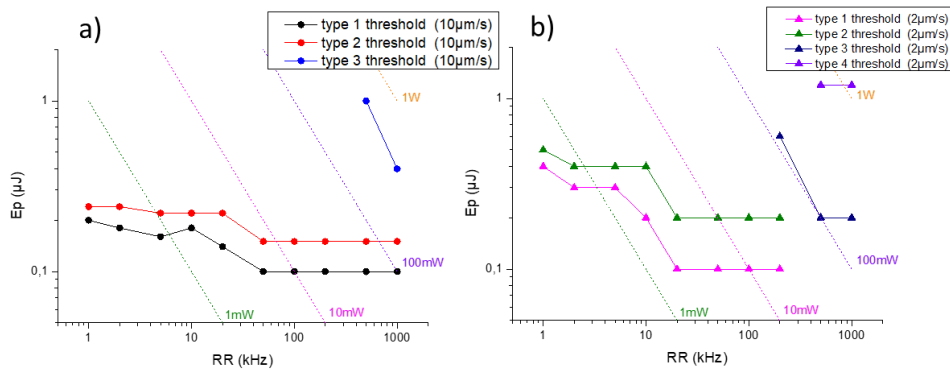 a)
type 1 threshold (10µm/s)
type 2 threshold (10µm/s)
type 3 threshold (10µm/s)
1W
1
Ep (µJ)
0,1
100mW
1mW
10mW
1 10 100 1000
RR (kHz)
b)
type 1 threshold (2µm/s)
type 2 threshold (2µm/s)
type 3 threshold (2µm/s)
type 4 threshold (2µm/s)
1W
1
Ep (µJ)
0,1
100mW
1mW
10mW
1 10 100 1000
RR (kHz)